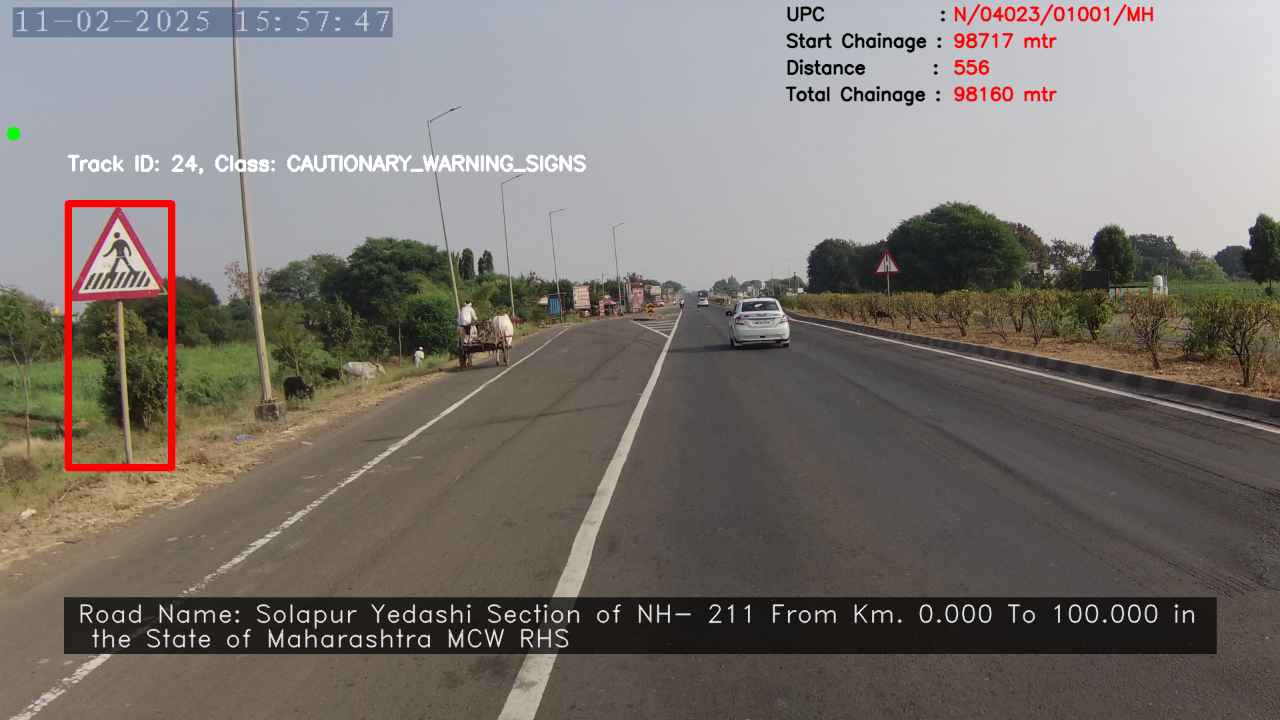 11-02-2025 15:57:47
UPC : N/04023/01001/MH
Start Chainage : 98717 mtr
Distance : 556
Total Chainage : 98160 mtr
Track ID: 24, Class: CAUTIONARY_WARNING_SIGNS
Road Name: Solapur Yedashi Section of NH- 211 From Km. 0.000 To 100.000 in
the State of Maharashtra MCW RHS